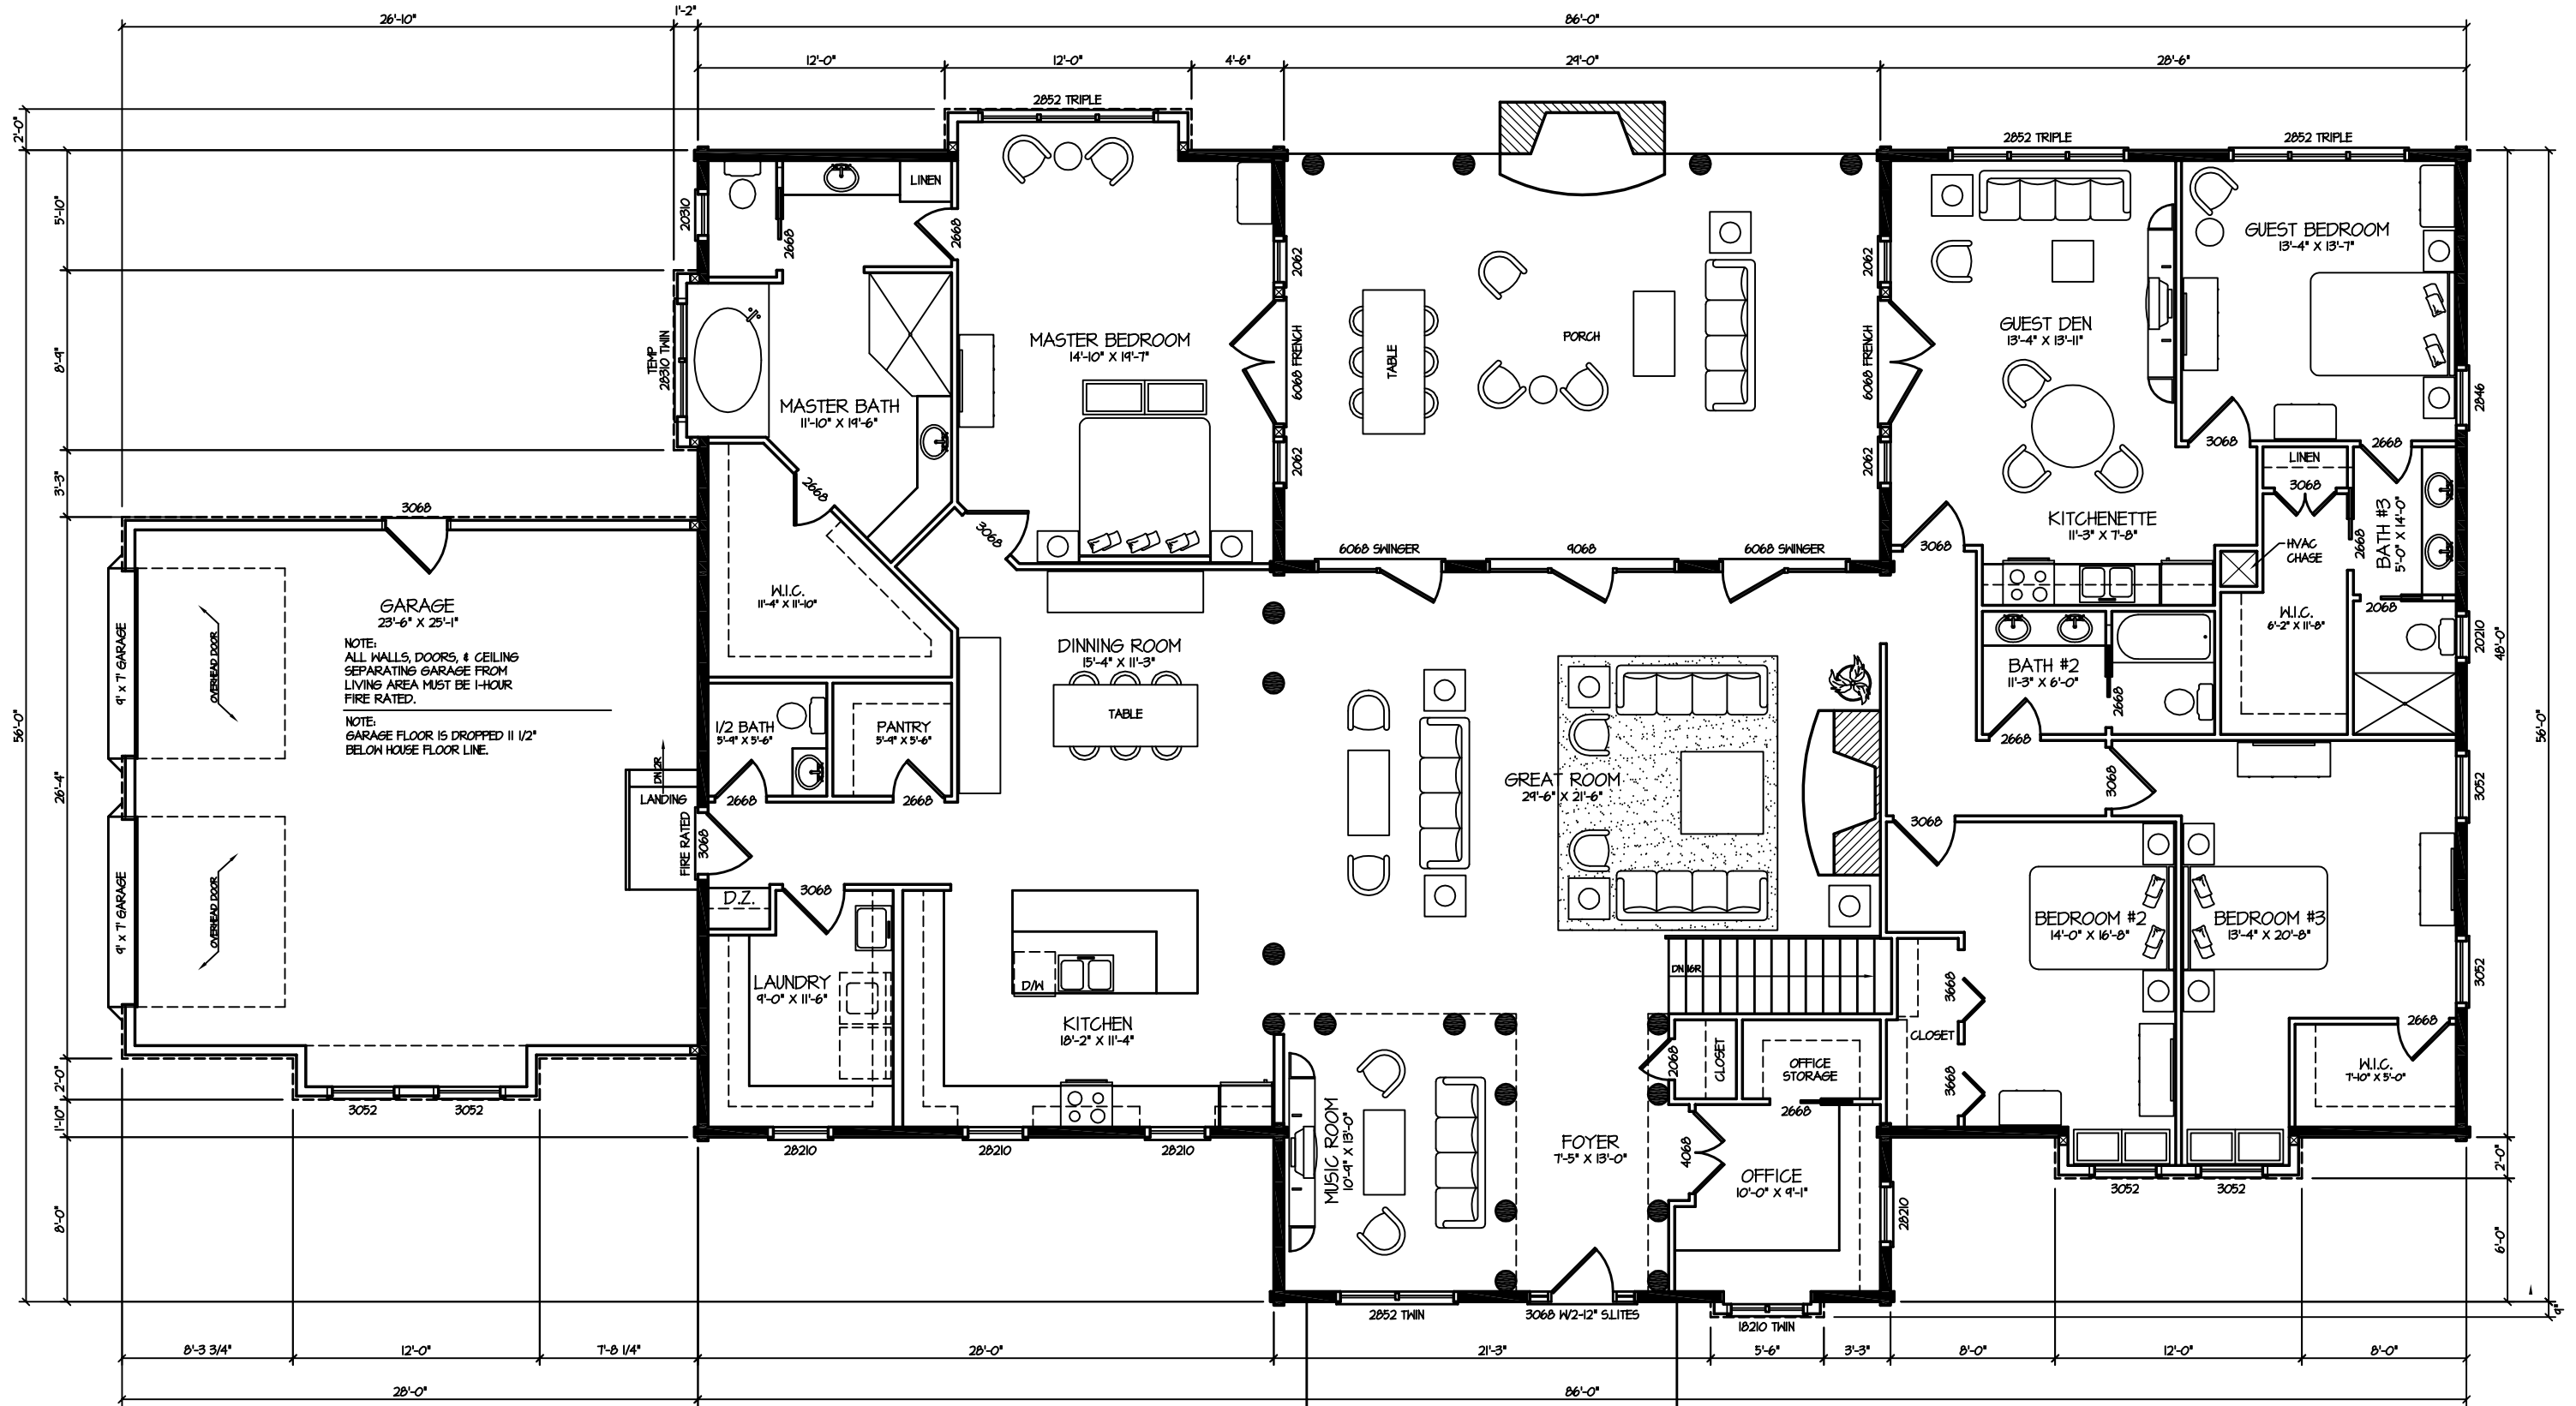 26'-10"
1'-2"
86'-0"
12'-0"
12'-0"
4'-6"
29'-0"
28'-6"
2'-0"
56'-0"
5'-10"
8'-9"
3'-3"
26'-4"
2'-0"
1'-10"
8'-0"
2852 TRIPLE
2852 TRIPLE
2852 TRIPLE
20310
2668
LINEN
2668
TEMP
28310 TWIN
MASTER BATH
11'-10" X 19'-6"
2668
MASTER BEDROOM
14'-10" X 19'-7"
3068
2062
6068 FRENCH
2062
TABLE
PORCH
2062
6068 FRENCH
2062
6068 SWINGER
9068
6068 SWINGER
GUEST DEN
13'-4" X 13'-11"
GUEST BEDROOM
13'-4" X 13'-7"
2846
3068
2668
LINEN
3068
KITCHENETTE
11'-3" X 7'-8"
3068
HVAC
CHASE
2668
BATH #3
5'-0" X 14'-0"
2068
W.I.C.
6'-2" X 11'-8"
20210
BATH #2
11'-3" X 6'-0"
2668
2668
3068
GARAGE
23'-6" X 25'-1"
NOTE:
ALL WALLS, DOORS, & CEILING
SEPARATING GARAGE FROM
LIVING AREA MUST BE 1-HOUR
FIRE RATED.
NOTE:
GARAGE FLOOR IS DROPPED 11 1/2"
BELOW HOUSE FLOOR LINE.
9' X 7' GARAGE
OVERHEAD DOOR
9' X 7' GARAGE
OVERHEAD DOOR
DN 2R
LANDING
FIRE RATED
3068
W.I.C.
11'-4" X 11'-10"
1/2 BATH
5'-9" X 5'-6"
PANTRY
5'-9" X 5'-6"
2668
2668
DINNING ROOM
15'-4" X 11'-3"
TABLE
GREAT ROOM
29'-6" X 21'-6"
3068
3052
3068
D.Z.
3068
LAUNDRY
9'-0" X 11'-6"
D/W
KITCHEN
18'-2" X 11'-4"
DN 16R
BEDROOM #2
14'-0" X 16'-8"
BEDROOM #3
13'-4" X 20'-8"
3052
3668
CLOSET
3668
2668
W.I.C.
7'-10" X 5'-0"
2068
CLOSET
OFFICE
STORAGE
2668
MUSIC ROOM
10'-9" X 13'-0"
FOYER
7'-5" X 13'-0"
4068
OFFICE
10'-0" X 9'-1"
28210
3052
3052
28210
28210
28210
3052
3052
2852 TWIN
3068 W/2-12" S.LITES
18210 TWIN
48'-0"
56'-0"
2'-0"
6'-0"
9"
8'-3 3/4"
12'-0"
7'-8 1/4"
28'-0"
21'-3"
5'-6"
3'-3"
8'-0"
12'-0"
8'-0"
28'-0"
86'-0"